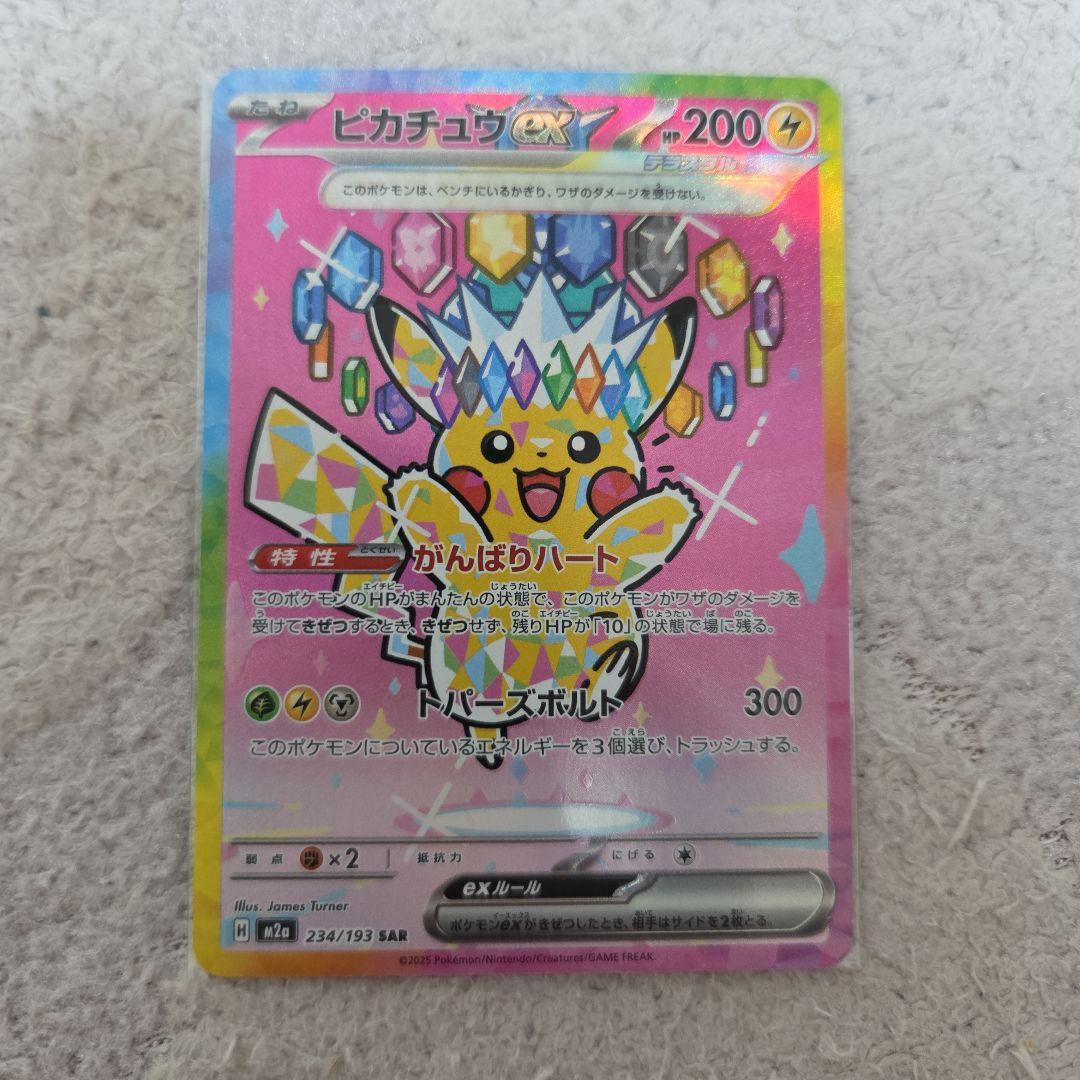 たね ピカチュウex HP200
テラスタル
このポケモンは、ベンチにいるかぎり、ワザのダメージを受けない。
特性 とくせい がんばりハート
このポケモンのHPがまんたんの状態で、このポケモンがワザのダメージを
受けてきぜつするとき、きぜつせず、残りHPが「10」の状態で場に残る。
トパーズボルト 300
このポケモンについているエネルギーを3個選び、トラッシュする。
弱点 ×2 抵抗力 にげる
exルール
ポケモンexがきぜつしたとき、相手はサイドを2枚とる。
Illus. James Turner
H M2a 234/193 SAR
©2025 Pokémon/Nintendo/Creatures/GAME FREAK.